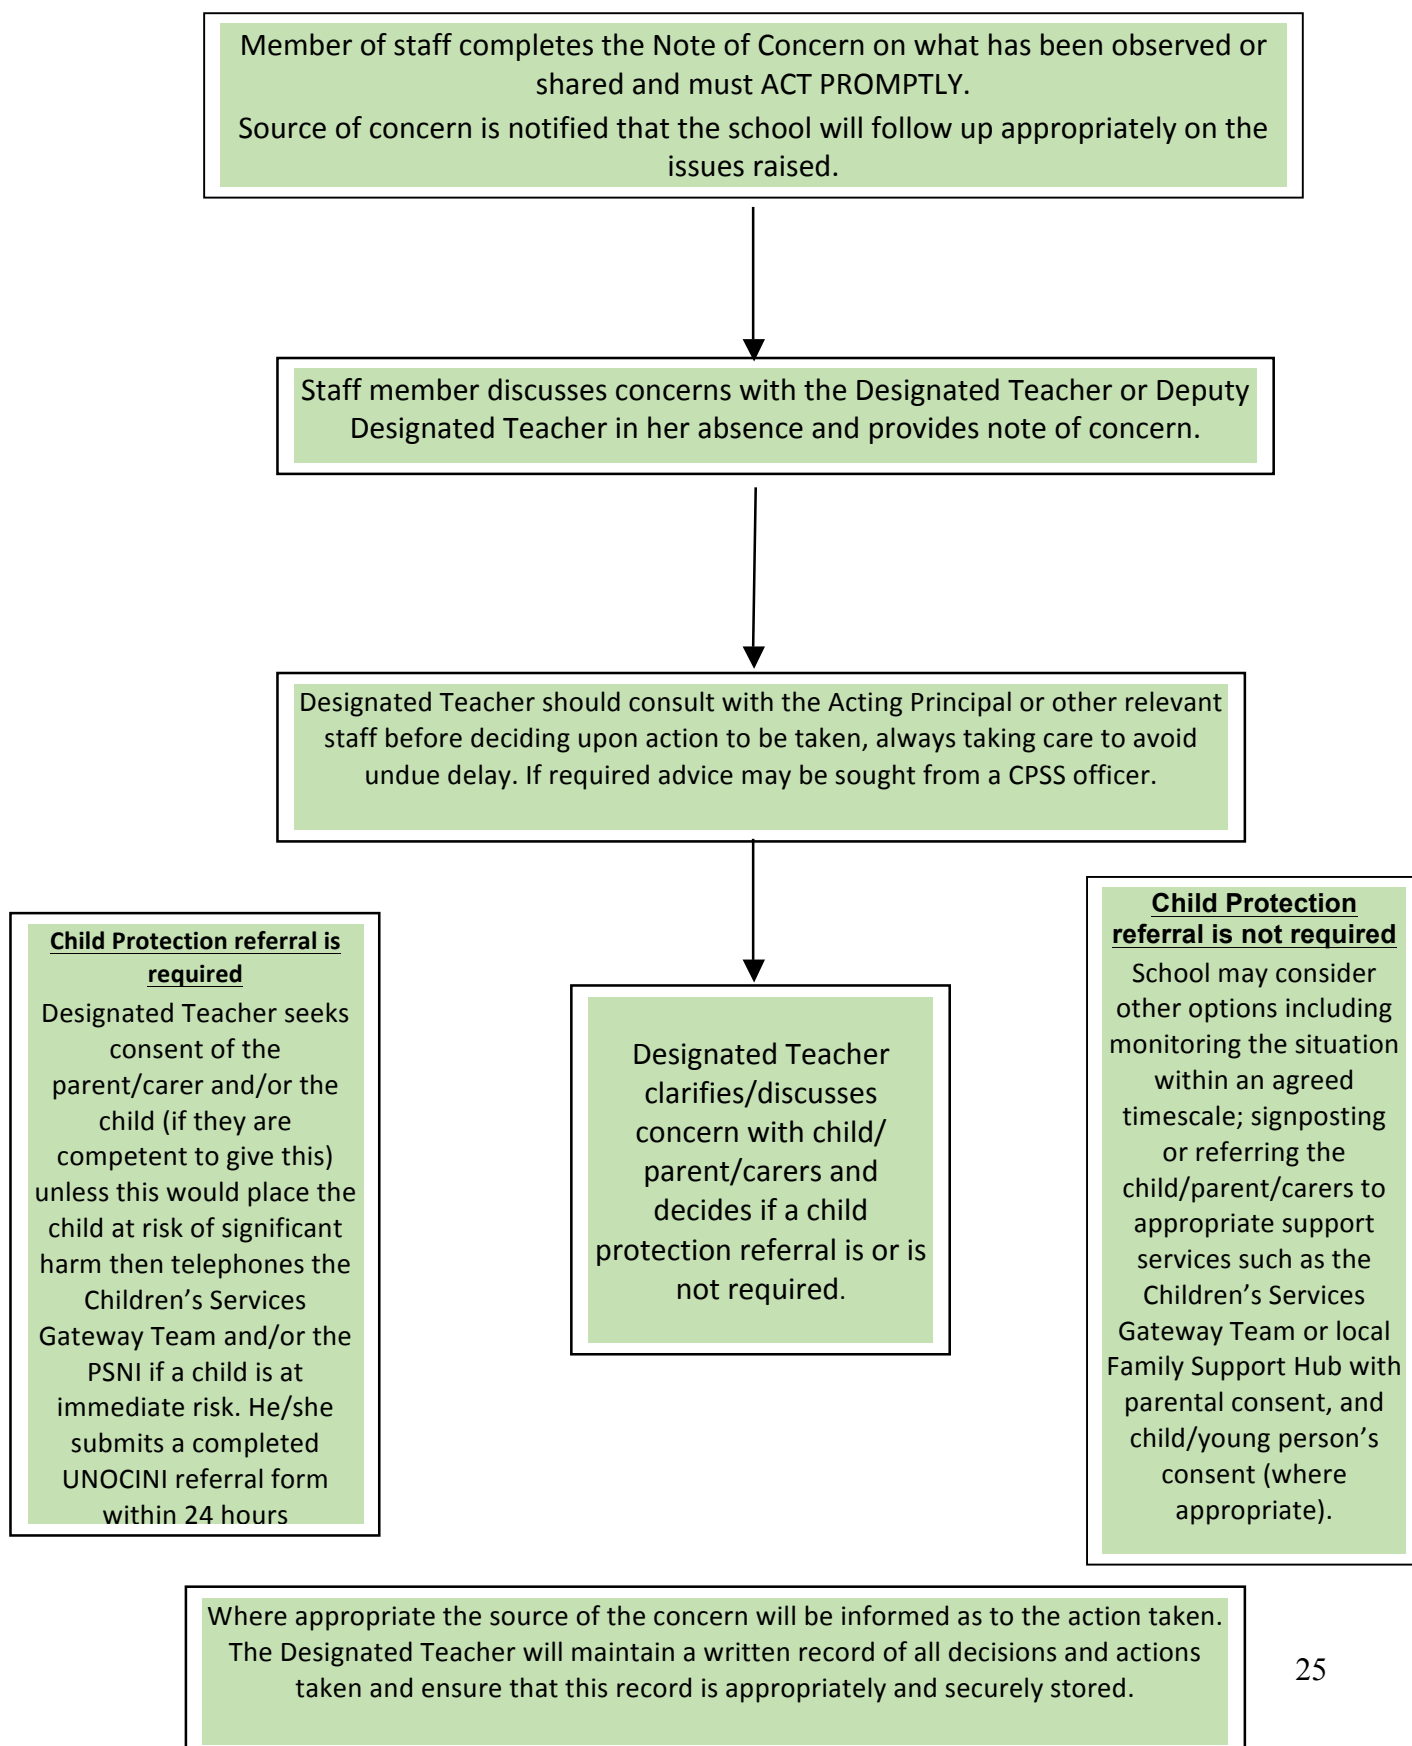 Member of staff completes the Note of Concern on what has been observed or
shared and must ACT PROMPTLY.
Source of concern is notified that the school will follow up appropriately on the
issues raised.
Staff member discusses concerns with the Designated Teacher or Deputy
Designated Teacher in her absence and provides note of concern.
Designated Teacher should consult with the Acting Principal or other relevant
staff before deciding upon action to be taken, always taking care to avoid
undue delay. If required advice may be sought from a CPSS officer.
Child Protection referral is
required
Designated Teacher seeks
consent of the
parent/carer and/or the
child (if they are
competent to give this)
unless this would place the
child at risk of significant
harm then telephones the
Children’s Services
Gateway Team and/or the
PSNI if a child is at
immediate risk. He/she
submits a completed
UNOCINI referral form
within 24 hours
Designated Teacher
clarifies/discusses
concern with child/
parent/carers and
decides if a child
protection referral is or is
not required.
Child Protection
referral is not required
School may consider
other options including
monitoring the situation
within an agreed
timescale; signposting
or referring the
child/parent/carers to
appropriate support
services such as the
Children’s Services
Gateway Team or local
Family Support Hub with
parental consent, and
child/young person’s
consent (where
appropriate).
Where appropriate the source of the concern will be informed as to the action taken.
The Designated Teacher will maintain a written record of all decisions and actions
taken and ensure that this record is appropriately and securely stored.
25